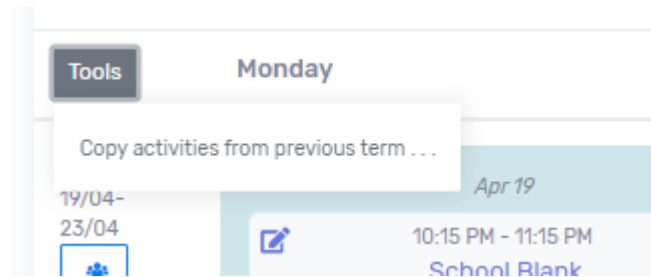 Tools
Monday
Copy activities from previous term . . .
19/04-
23/04
Apr 19
10:15 PM - 11:15 PM
School Blank